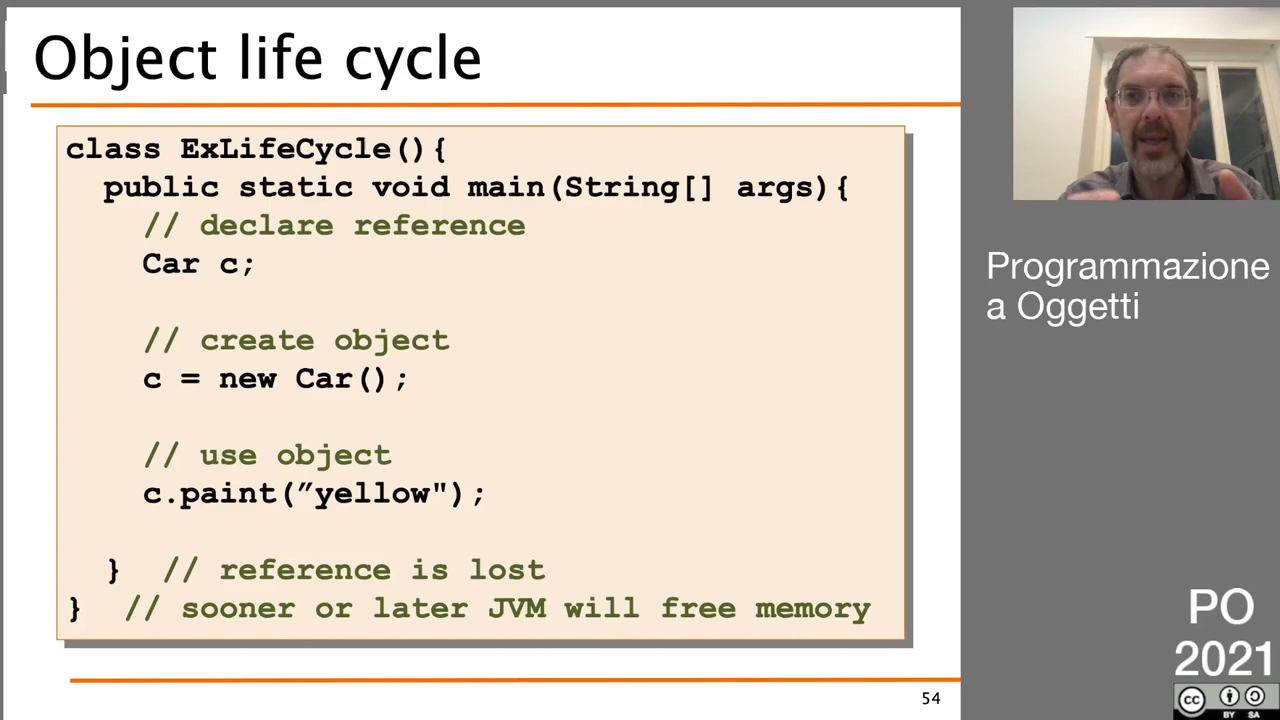 Object life cycle
class ExLifeCycle(){
public static void main(String[] args){
// declare reference
Car c;
// create object
c = new Car();
// use object
c.paint(”yellow");
} // reference is lost
} // sooner or later JVM will free memory
54
Programmazione
a Oggetti
PO
2021
cc
BY SA